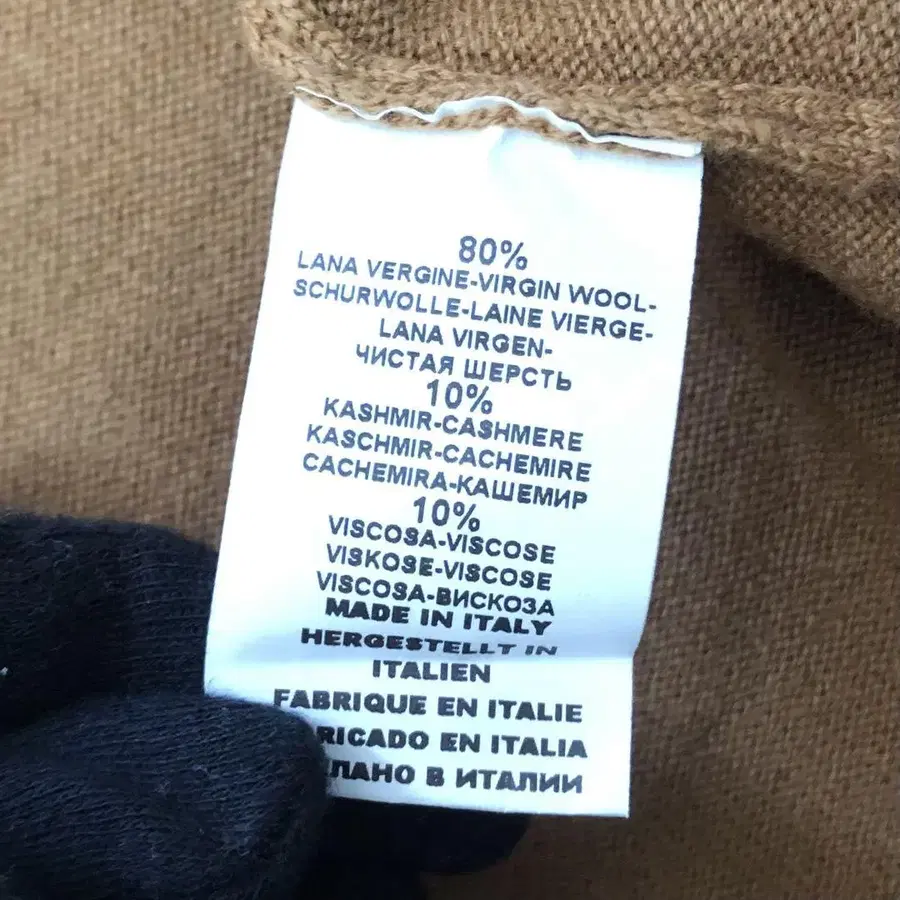 80%
LANA VERGINE-VIRGIN WOOL-
SCHURWOLLE-LAINE VIERGE-
LANA VIRGEN-
ЧИСТАЯ ШЕРСТЬ
10%
KASHMIR-CASHMERE
KASCHMIR-CACHEMIRE
CACHEMIRA-КАШЕМИР
10%
VISCOSA-VISCOSE
VISKOSE-VISCOSE
VISCOSA-ВИСКОЗА
MADE IN ITALY
HERGESTELLT IN
ITALIEN
FABRIQUE EN ITALIE
RICADO EN ITALIA
ЛАНО В ИТАЛИИ